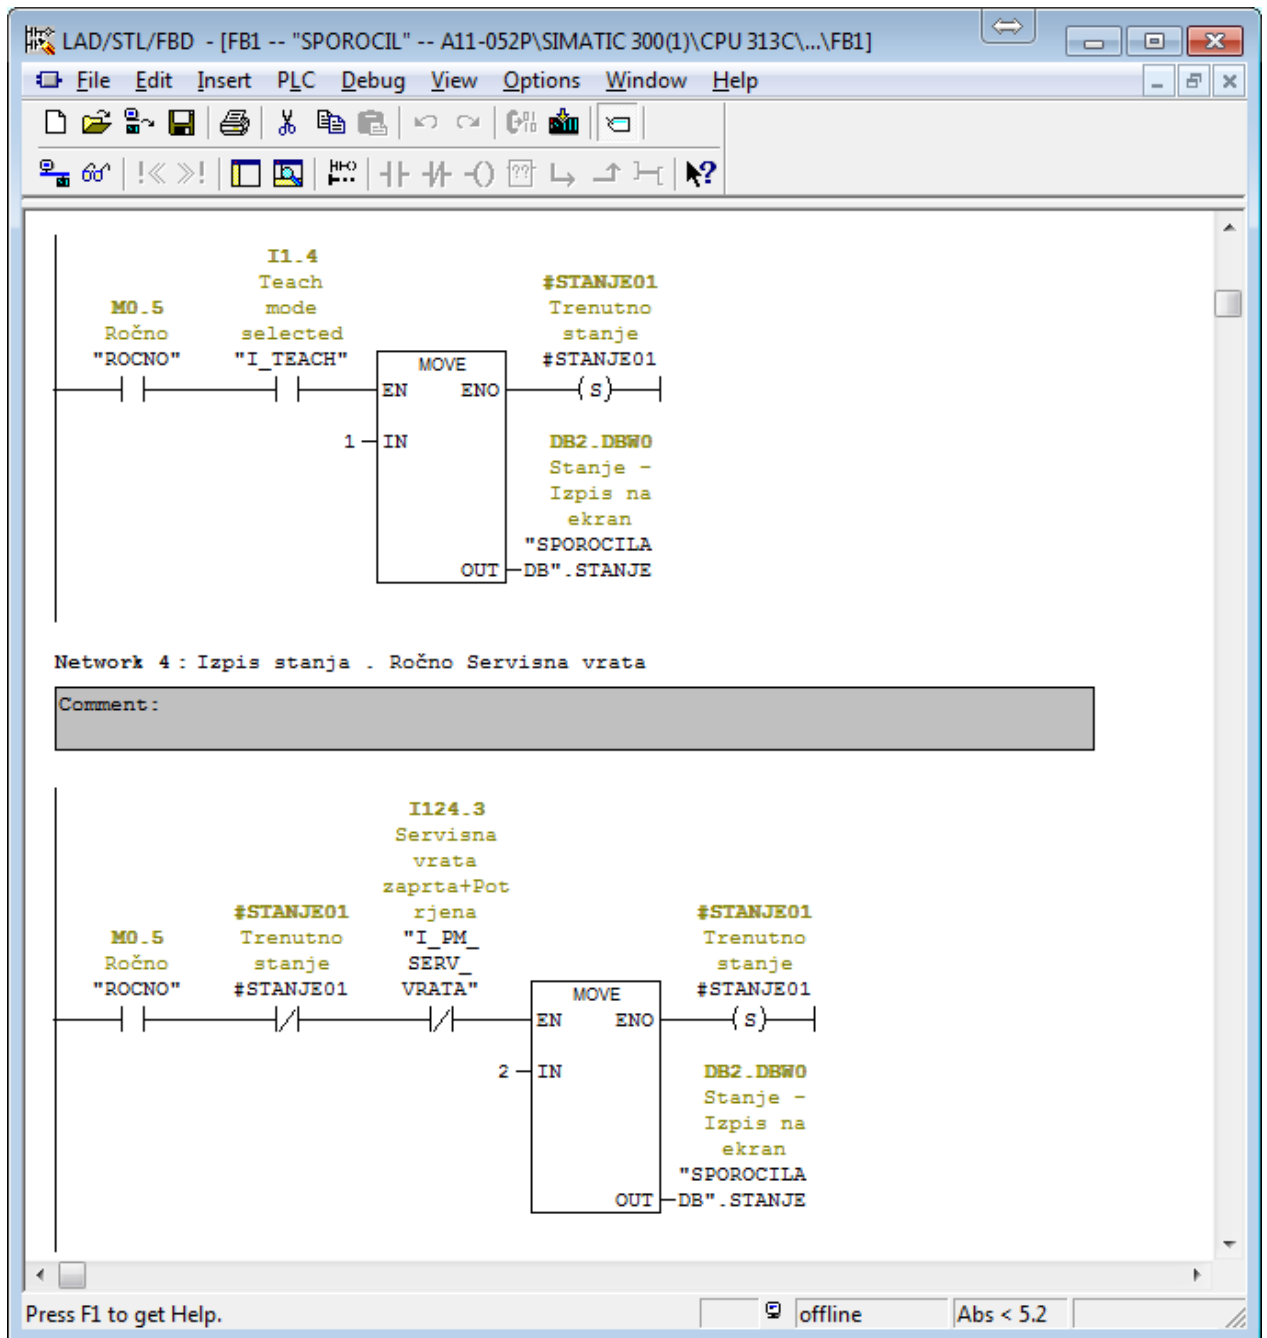 LAD/STL/FBD - [FB1 -- "SPOROCIL" -- A11-052P\SIMATIC 300(1)\CPU 313C\...\FB1]
File Edit Insert PLC Debug View Options Window Help
I1.4
Teach
mode
selected
"I_TEACH"
M0.5
Ročno
"ROCNO"
#STANJE01
Trenutno
stanje
#STANJE01
MOVE
EN ENO
(S)
1 IN
DB2.DBW0
Stanje -
Izpis na
ekran
"SPOROCILA
OUT DB".STANJE
Network 4 : Izpis stanja . Ročno Servisna vrata
Comment:
I124.3
Servisna
vrata
zaprta+Pot
rjena
"I_PM_
SERV_
VRATA"
M0.5
Ročno
"ROCNO"
#STANJE01
Trenutno
stanje
#STANJE01
#STANJE01
Trenutno
stanje
#STANJE01
MOVE
EN ENO
(S)
2 IN
DB2.DBW0
Stanje -
Izpis na
ekran
"SPOROCILA
OUT DB".STANJE
Press F1 to get Help.
offline
Abs < 5.2